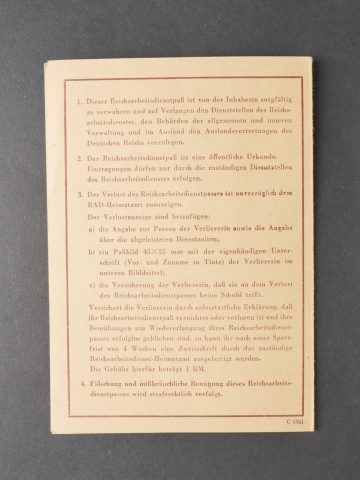 1. Dieser Reichsarbeitsdienstpaß ist von der Inhaberin sorgfältig
zu verwahren und auf Verlangen den Dienststellen des Reichs-
arbeitsdienstes, den Behörden der allgemeinen und inneren
Verwaltung und im Ausland den Auslandsvertretungen des
Deutschen Reichs vorzulegen.
2. Der Reichsarbeitsdienstpaß ist eine öffentliche Urkunde.
Eintragungen dürfen nur durch die zuständigen Dienststellen
des Reichsarbeitsdienstes erfolgen.
3. Der Verlust des Reichsarbeitsdienstpasses ist unverzüglich dem
RAD-Heimatamt anzuzeigen.
Der Verlustanzeige sind beizufügen:
a) die Angabe zur Person der Verliererin sowie die Angabe
über die abgeleisteten Dienstzeiten;
b) ein Paßbild 45×55 mm mit der eigenhändigen Unter-
schrift (Vor- und Zuname in Tinte) der Verliererin im
unteren Bilddrittel;
c) die Versicherung der Verliererin, daß sie an dem Verlust
des Reichsarbeitsdienstpasses keine Schuld trifft.
Versichert die Verliererin durch eidesstattliche Erklärung, daß
ihr Reichsarbeitsdienstpaß vernichtet oder verloren ist und ihre
Bemühungen um Wiedererlangung ihres Reichsarbeitsdienst-
passes erfolglos geblieben sind, so kann ihr nach einer Sperr-
frist von 4 Wochen eine Zweitschrift durch das zuständige
Reichsarbeitsdienst-Heimatamt ausgefertigt werden.
Die Gebühr hierfür beträgt 1 RM.
4. Fälschung und mißbräuchliche Benutzung dieses Reichsarbeits-
dienstpasses wird strafrechtlich verfolgt.